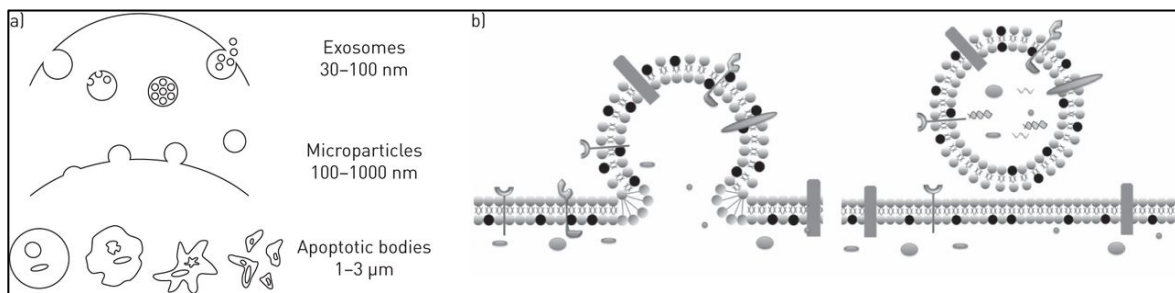 a)
Exosomes
30–100 nm
Microparticles
100–1000 nm
Apoptotic bodies
1–3 μm
b)